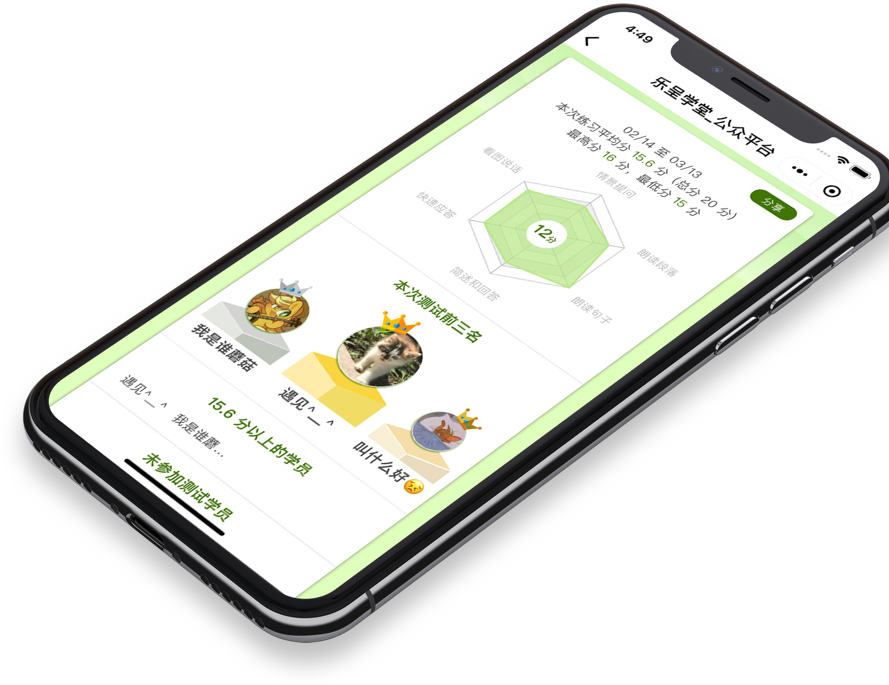 4:49
乐呈学堂_公众平台
分享
02/14 至 03/13
本次练习平均分 15.6 分（总分 20 分）
最高分 16 分，最低分 15 分
情景提问
看图说话
朗读段落
快速应答
12分
朗读句子
简述和回答
本次测试前三名
我是谁蘑菇
遇见^_ ^
叫什么好😥
15.6 分以上的学员
遇见^_ ^
我是谁蘑...
未参加测试学员